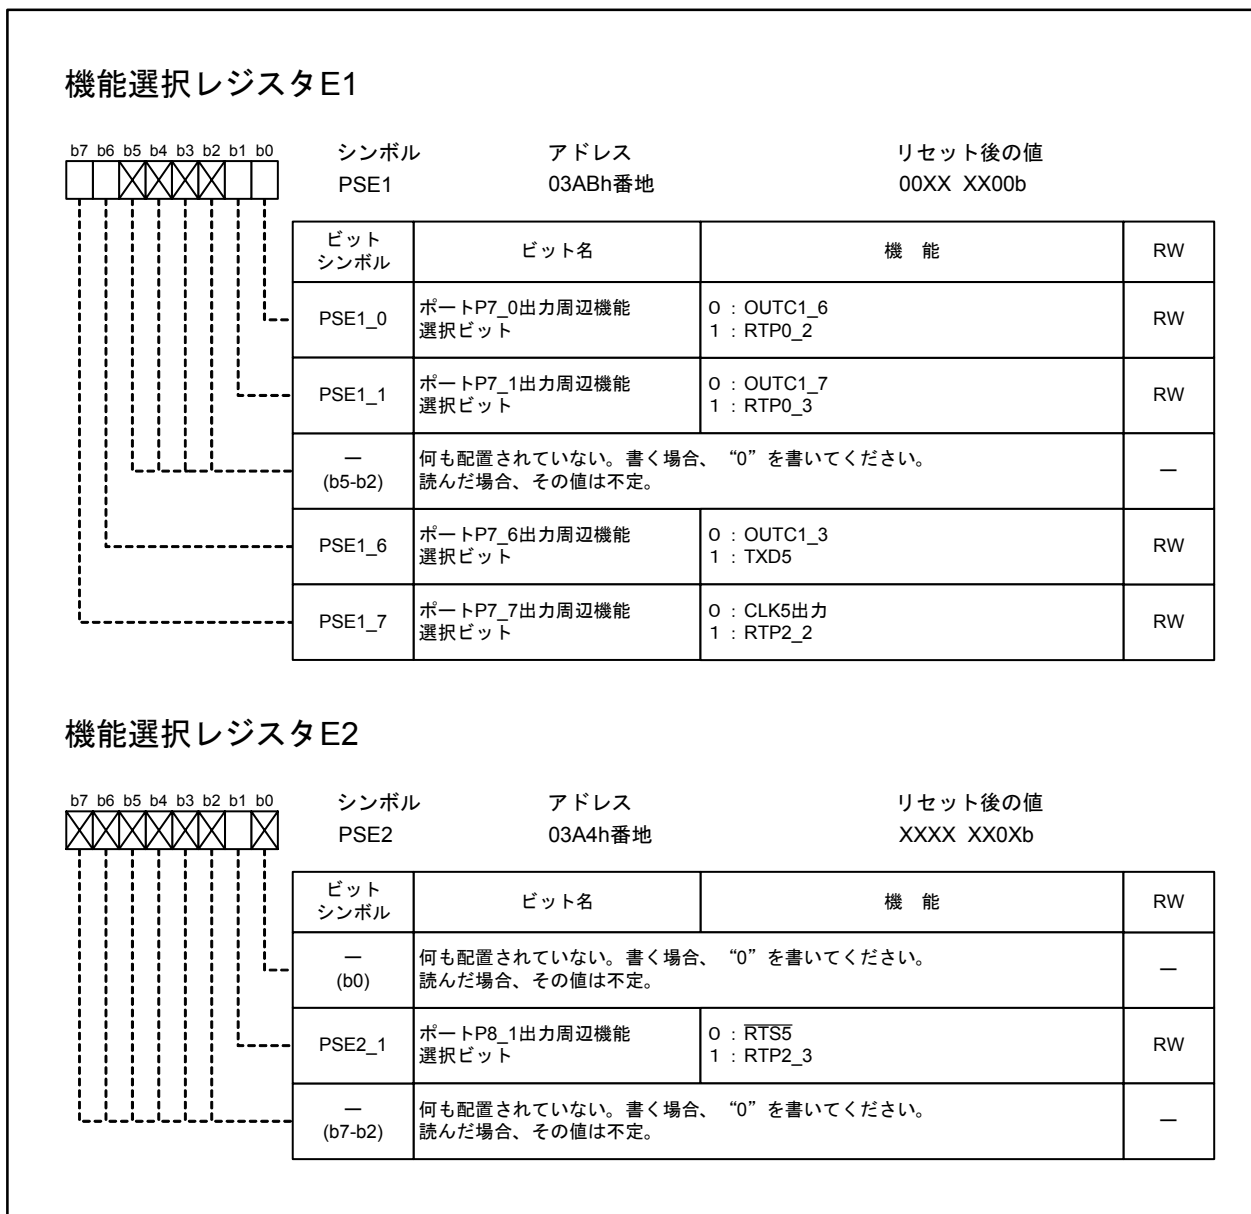 機能選択レジスタE1
b7 b6 b5 b4 b3 b2 b1 b0
シンボル アドレス リセット後の値
PSE1 03ABh番地 00XX XX00b
ビット
シンボル
ビット名
機 能
RW
PSE1_0
ポートP7_0出力周辺機能
選択ビット
0 : OUTC1_6
1 : RTP0_2
RW
PSE1_1
ポートP7_1出力周辺機能
選択ビット
0 : OUTC1_7
1 : RTP0_3
RW
—
(b5-b2)
何も配置されていない。書く場合、“0”を書いてください。
読んだ場合、その値は不定。
—
PSE1_6
ポートP7_6出力周辺機能
選択ビット
0 : OUTC1_3
1 : TXD5
RW
PSE1_7
ポートP7_7出力周辺機能
選択ビット
0 : CLK5出力
1 : RTP2_2
RW
機能選択レジスタE2
b7 b6 b5 b4 b3 b2 b1 b0
シンボル アドレス リセット後の値
PSE2 03A4h番地 XXXX XX0Xb
ビット
シンボル
ビット名
機 能
RW
—
(b0)
何も配置されていない。書く場合、“0”を書いてください。
読んだ場合、その値は不定。
—
PSE2_1
ポートP8_1出力周辺機能
選択ビット
0 : R̅T̅S̅5̅
1 : RTP2_3
RW
—
(b7-b2)
何も配置されていない。書く場合、“0”を書いてください。
読んだ場合、その値は不定。
—